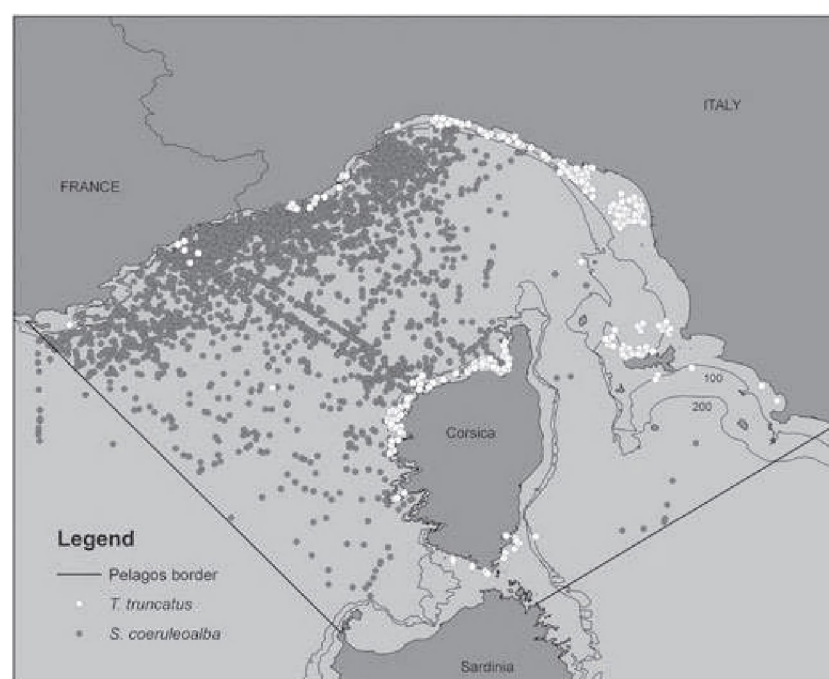 ITALY
FRANCE
100
200
Corsica
Legend
Pelagos border
T. truncatus
S. coeruleoalba
Sardinia